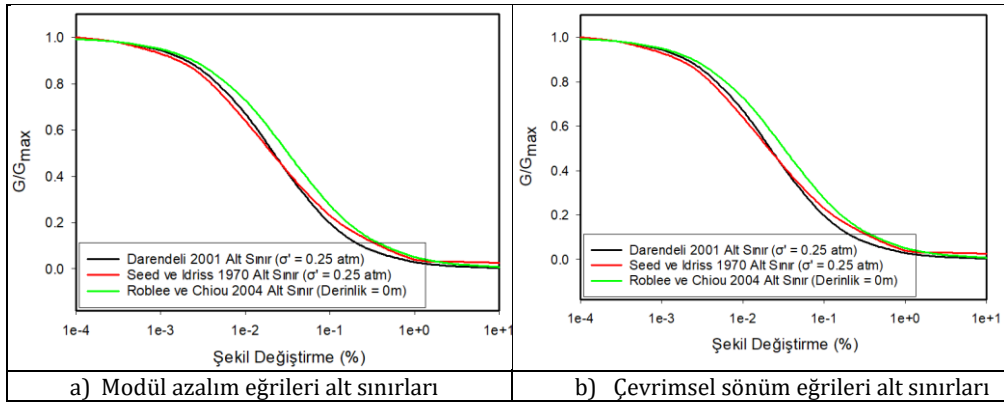 1.0
0.8
0.6
0.4
0.2
0.0
G/Gmax
Darendeli 2001 Alt Sınır (σ' = 0.25 atm)
Seed ve Idriss 1970 Alt Sınır (σ' = 0.25 atm)
Roblee ve Chiou 2004 Alt Sınır (Derinlik = 0m)
1e-4 1e-3 1e-2 1e-1 1e+0 1e+1
Şekil Değiştirme (%)
a) Modül azalım eğrileri alt sınırları
1.0
0.8
0.6
0.4
0.2
0.0
G/Gmax
Darendeli 2001 Alt Sınır (σ' = 0.25 atm)
Seed ve Idriss 1970 Alt Sınır (σ' = 0.25 atm)
Roblee ve Chiou 2004 Alt Sınır (Derinlik = 0m)
1e-4 1e-3 1e-2 1e-1 1e+0 1e+1
Şekil Değiştirme (%)
b) Çevrimsel sönüm eğrileri alt sınırları